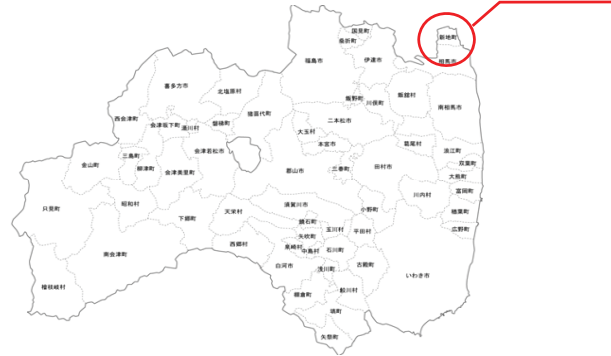 国見町
新地町
桑折町
相馬市
福島市
伊達市
喜多方市
北塩原村
飯舘村
飯野町
川俣町
南相馬市
猪苗代町
西会津町
会津坂下町
湯川村
磐梯町
二本松市
大玉村
本宮市
葛尾村
浪江町
会津若松市
三島町
双葉町
金山町
柳津町
会津美里町
郡山市
三春町
田村市
大熊町
富岡町
川内村
昭和村
只見町
天栄村
須賀川市
小野町
楢葉町
下郷町
鏡石町
玉川村
平田村
広野町
矢吹町
西郷村
泉崎村
中島村
石川町
南会津町
白河市
浅川町
古殿町
いわき市
檜枝岐村
棚倉町
鮫川村
塙町
矢祭町